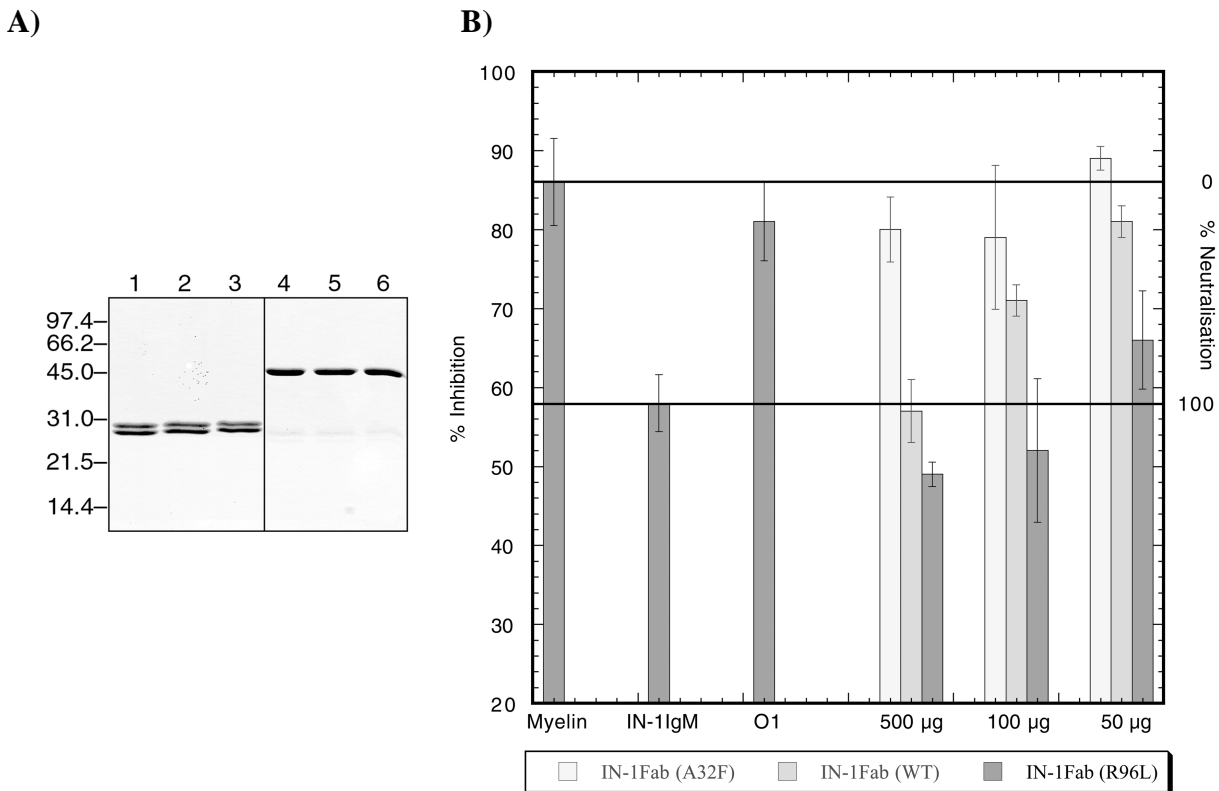 A)
B)
1 2 3 4 5 6
97.4
66.2
45.0
31.0
21.5
14.4
100
90
80
70
60
50
40
30
20
% Inhibition
0
100
% Neutralisation
Myelin IN-1IgM O1 500 µg 100 µg 50 µg
IN-1Fab (A32F) IN-1Fab (WT) IN-1Fab (R96L)